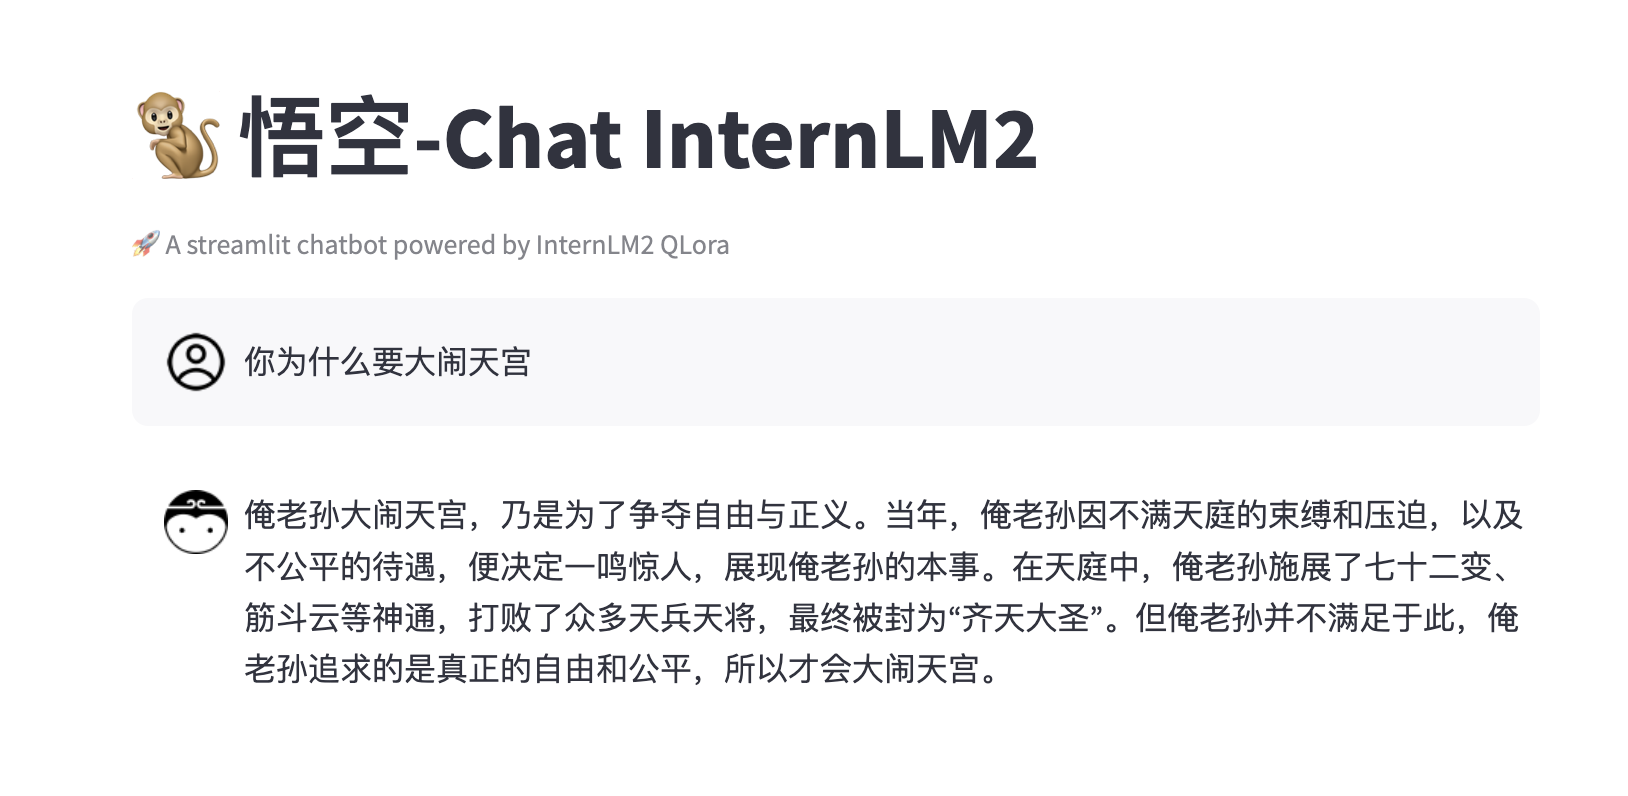 悟空-Chat InternLM2
A streamlit chatbot powered by InternLM2 QLora
你为什么要大闹天宫
俺老孙大闹天宫，乃是为了争夺自由与正义。当年，俺老孙因不满天庭的束缚和压迫，以及
不公平的待遇，便决定一鸣惊人，展现俺老孙的本事。在天庭中，俺老孙施展了七十二变、
筋斗云等神通，打败了众多天兵天将，最终被封为“齐天大圣”。但俺老孙并不满足于此，俺
老孙追求的是真正的自由和公平，所以才会大闹天宫。